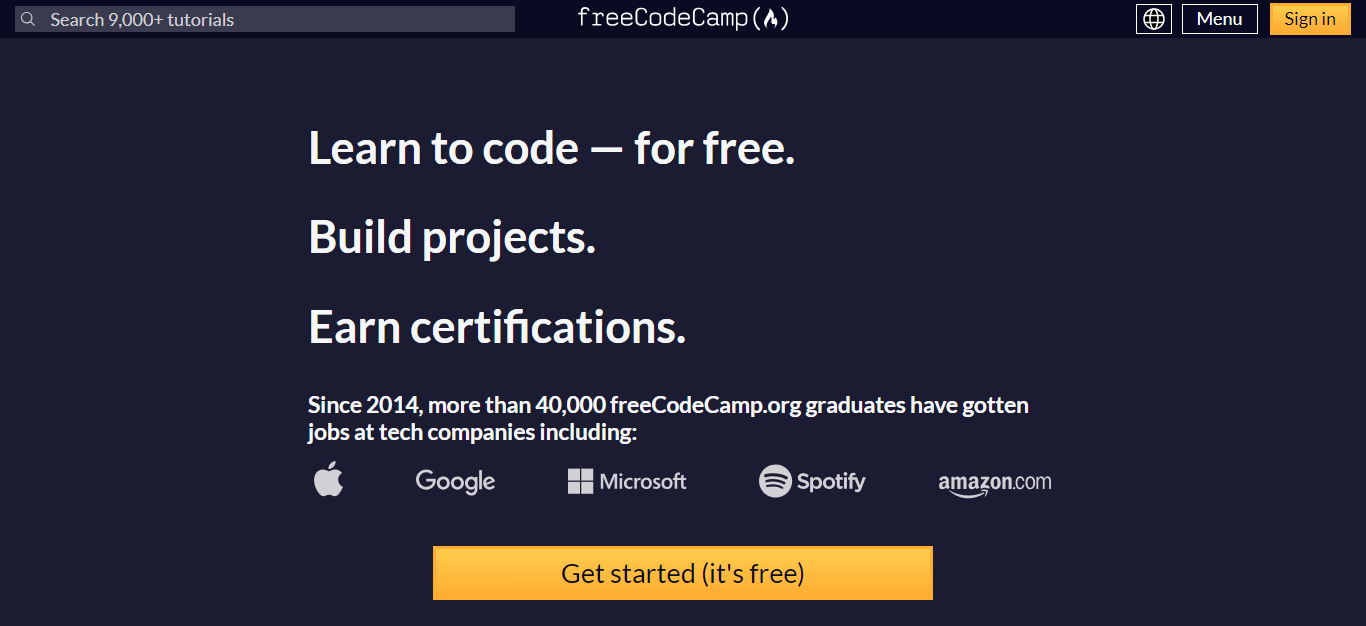 Search 9,000+ tutorials
freeCodeCamp(🔥)
Menu
Sign in
Learn to code — for free.
Build projects.
Earn certifications.
Since 2014, more than 40,000 freeCodeCamp.org graduates have gotten
jobs at tech companies including:
Google
Microsoft
Spotify
amazon.com
Get started (it's free)